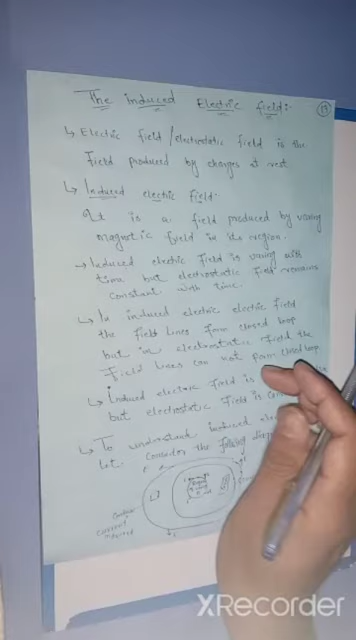 The Induced Electric field:-
17
↳ Electric field/electrostatic field is the
field produced by charges at rest
↳ Induced electric field:
It is a field produced by varying
magnetic field in its region.
↳ Induced electric field is varying with
time but electrostatic field remains
constant with time.
↳ In induced electric electric field
the field lines form closed loop
but in electrostatic field the
field lines can not form closed loop
↳ Induced electric field is
but electrostatic field is
↳ To understand induced
let consider the
current
XRecorder